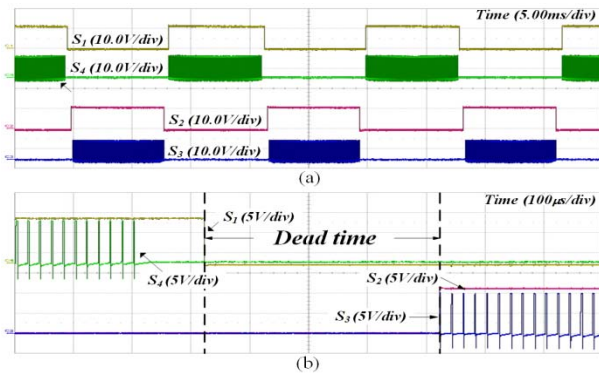 Time (5.00ms/div)
S1 (10.0V/div)
S4 (10.0V/div)
S2 (10.0V/div)
S3 (10.0V/div)
(a)
Time (100μs/div)
S1 (5V/div)
Dead time
S4 (5V/div)
S2 (5V/div)
S3 (5V/div)
(b)